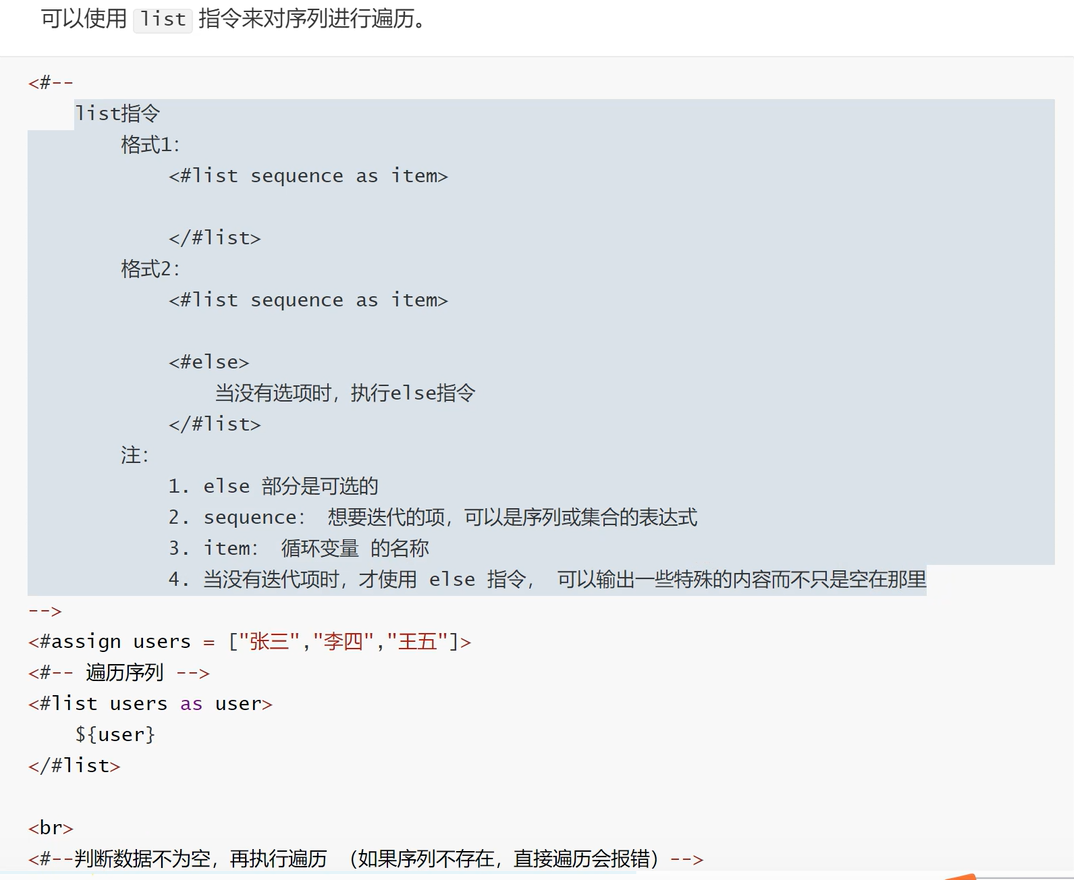 可以使用 list 指令来对序列进行遍历。
<#--
list指令
格式1：
<#list sequence as item>
</#list>
格式2：
<#list sequence as item>
<#else>
当没有选项时，执行else指令
</#list>
注：
1. else 部分是可选的
2. sequence： 想要迭代的项，可以是序列或集合的表达式
3. item： 循环变量 的名称
4. 当没有迭代项时，才使用 else 指令， 可以输出一些特殊的内容而不只是空在那里
-->
<#assign users = ["张三","李四","王五"]>
<#-- 遍历序列 -->
<#list users as user>
${user}
</#list>
<br>
<#--判断数据不为空，再执行遍历 （如果序列不存在，直接遍历会报错）-->